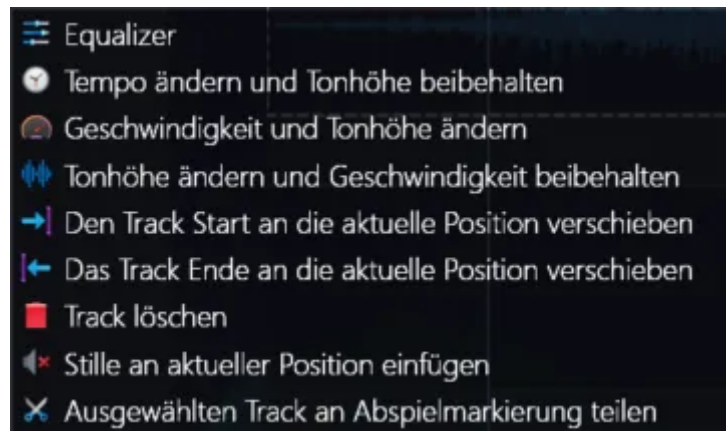 Equalizer
Tempo ändern und Tonhöhe beibehalten
Geschwindigkeit und Tonhöhe ändern
Tonhöhe ändern und Geschwindigkeit beibehalten
Den Track Start an die aktuelle Position verschieben
Das Track Ende an die aktuelle Position verschieben
Track löschen
Stille an aktueller Position einfügen
Ausgewählten Track an Abspielmarkierung teilen